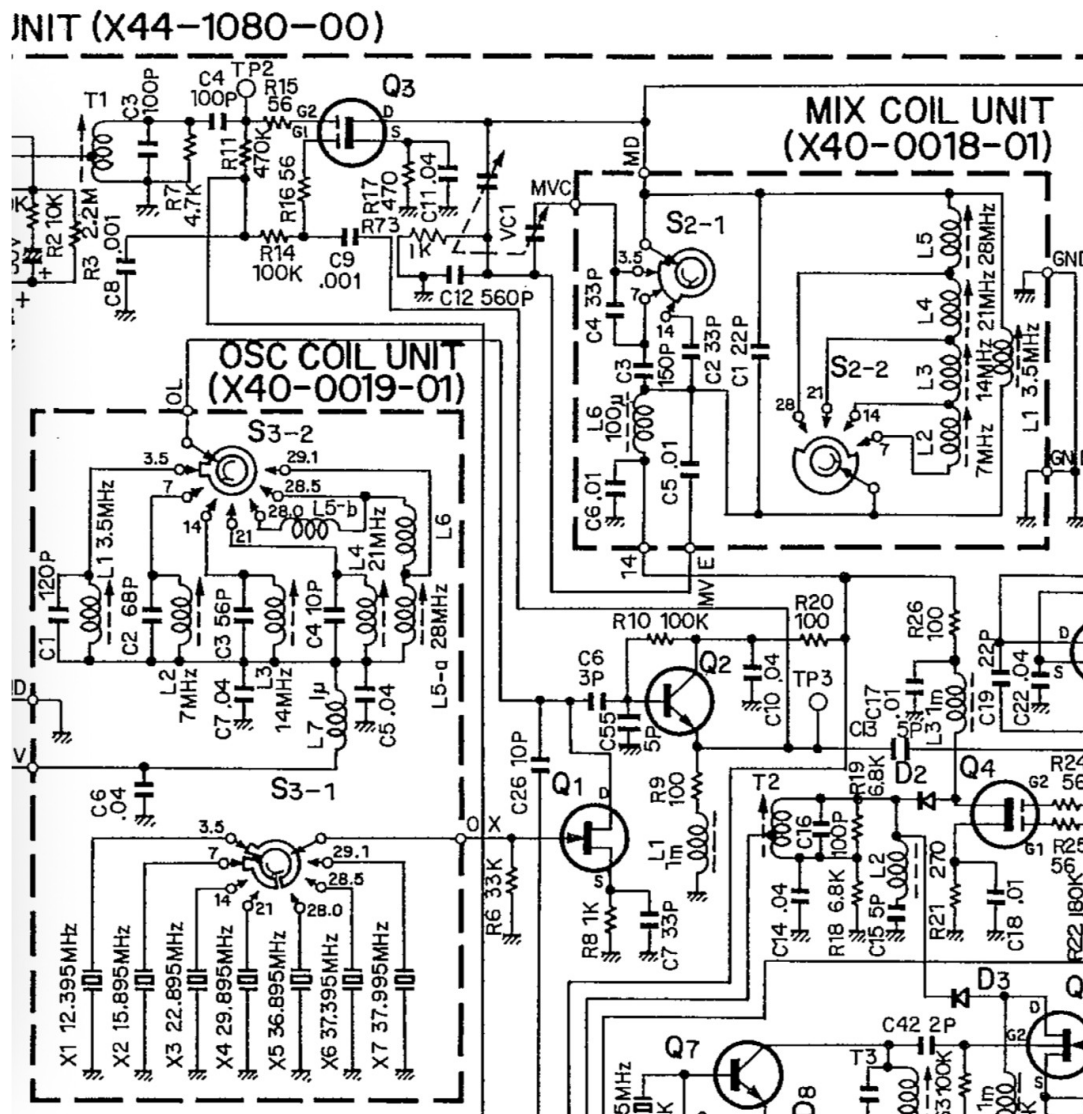 UNIT (X44-1080-00)
TP2
C4
100P
R15
56
Q3
T1
C3
100P
G2
D
G1
S
MIX COIL UNIT
(X40-0018-01)
R11
470K
MD
R7
4.7K
R16 56
R17
470
C11 .04
MVC
R2 10K
2.2M
R3
C8
.001
R14
100K
C9
.001
R73
1K
VC1
C12 560P
S2-1
3.5
7
14
C4 33P
C3
150P
C2 33P
C1 22P
S2-2
L5
28MHz
L4
21MHz
L3
14MHz
L2
7MHz
L1 3.5MHz
GND
GND
28
21
14
7
L6
100μ
C6 .01
C5 .01
14
MV
E
OSC COIL UNIT
(X40-0019-01)
OL
S3-2
3.5
7
14
21
28.0
28.5
29.1
L5-b
L6
L1 3.5MHz
120P
C1
C2 68P
L2
7MHz
C3 56P
L3
14MHz
C4 10P
L4
21MHz
L5-a 28MHz
C7 .04
L7 1μ
C5 .04
V
C6
.04
S3-1
3.5
7
14
21
28.0
28.5
29.1
OX
X1 12.395MHz
X2 15.895MHz
X3 22.895MHz
X4 29.895MHz
X5 36.895MHz
X6 37.395MHz
X7 37.995MHz
R10 100K
R20
100
C6
3P
Q2
C10 .04
TP3
C55
5P
C26 10P
Q1
D
S
R6 33K
R8 1K
C7 33P
R9
100
L1
1m
R26
100
C17
.01
L3 1m
C13 5P
C19 22P
C22 .04
D
S
T2
R19
6.8K
D2
Q4
G2
G1
R24
56
R25
56
C16
100P
L2
C14 .04
R18 6.8K
C15 5P
R21 270
C18 .01
R22 180K
D3
Q7
D8
C42 2P
T3
100K
1m
G2
D
S